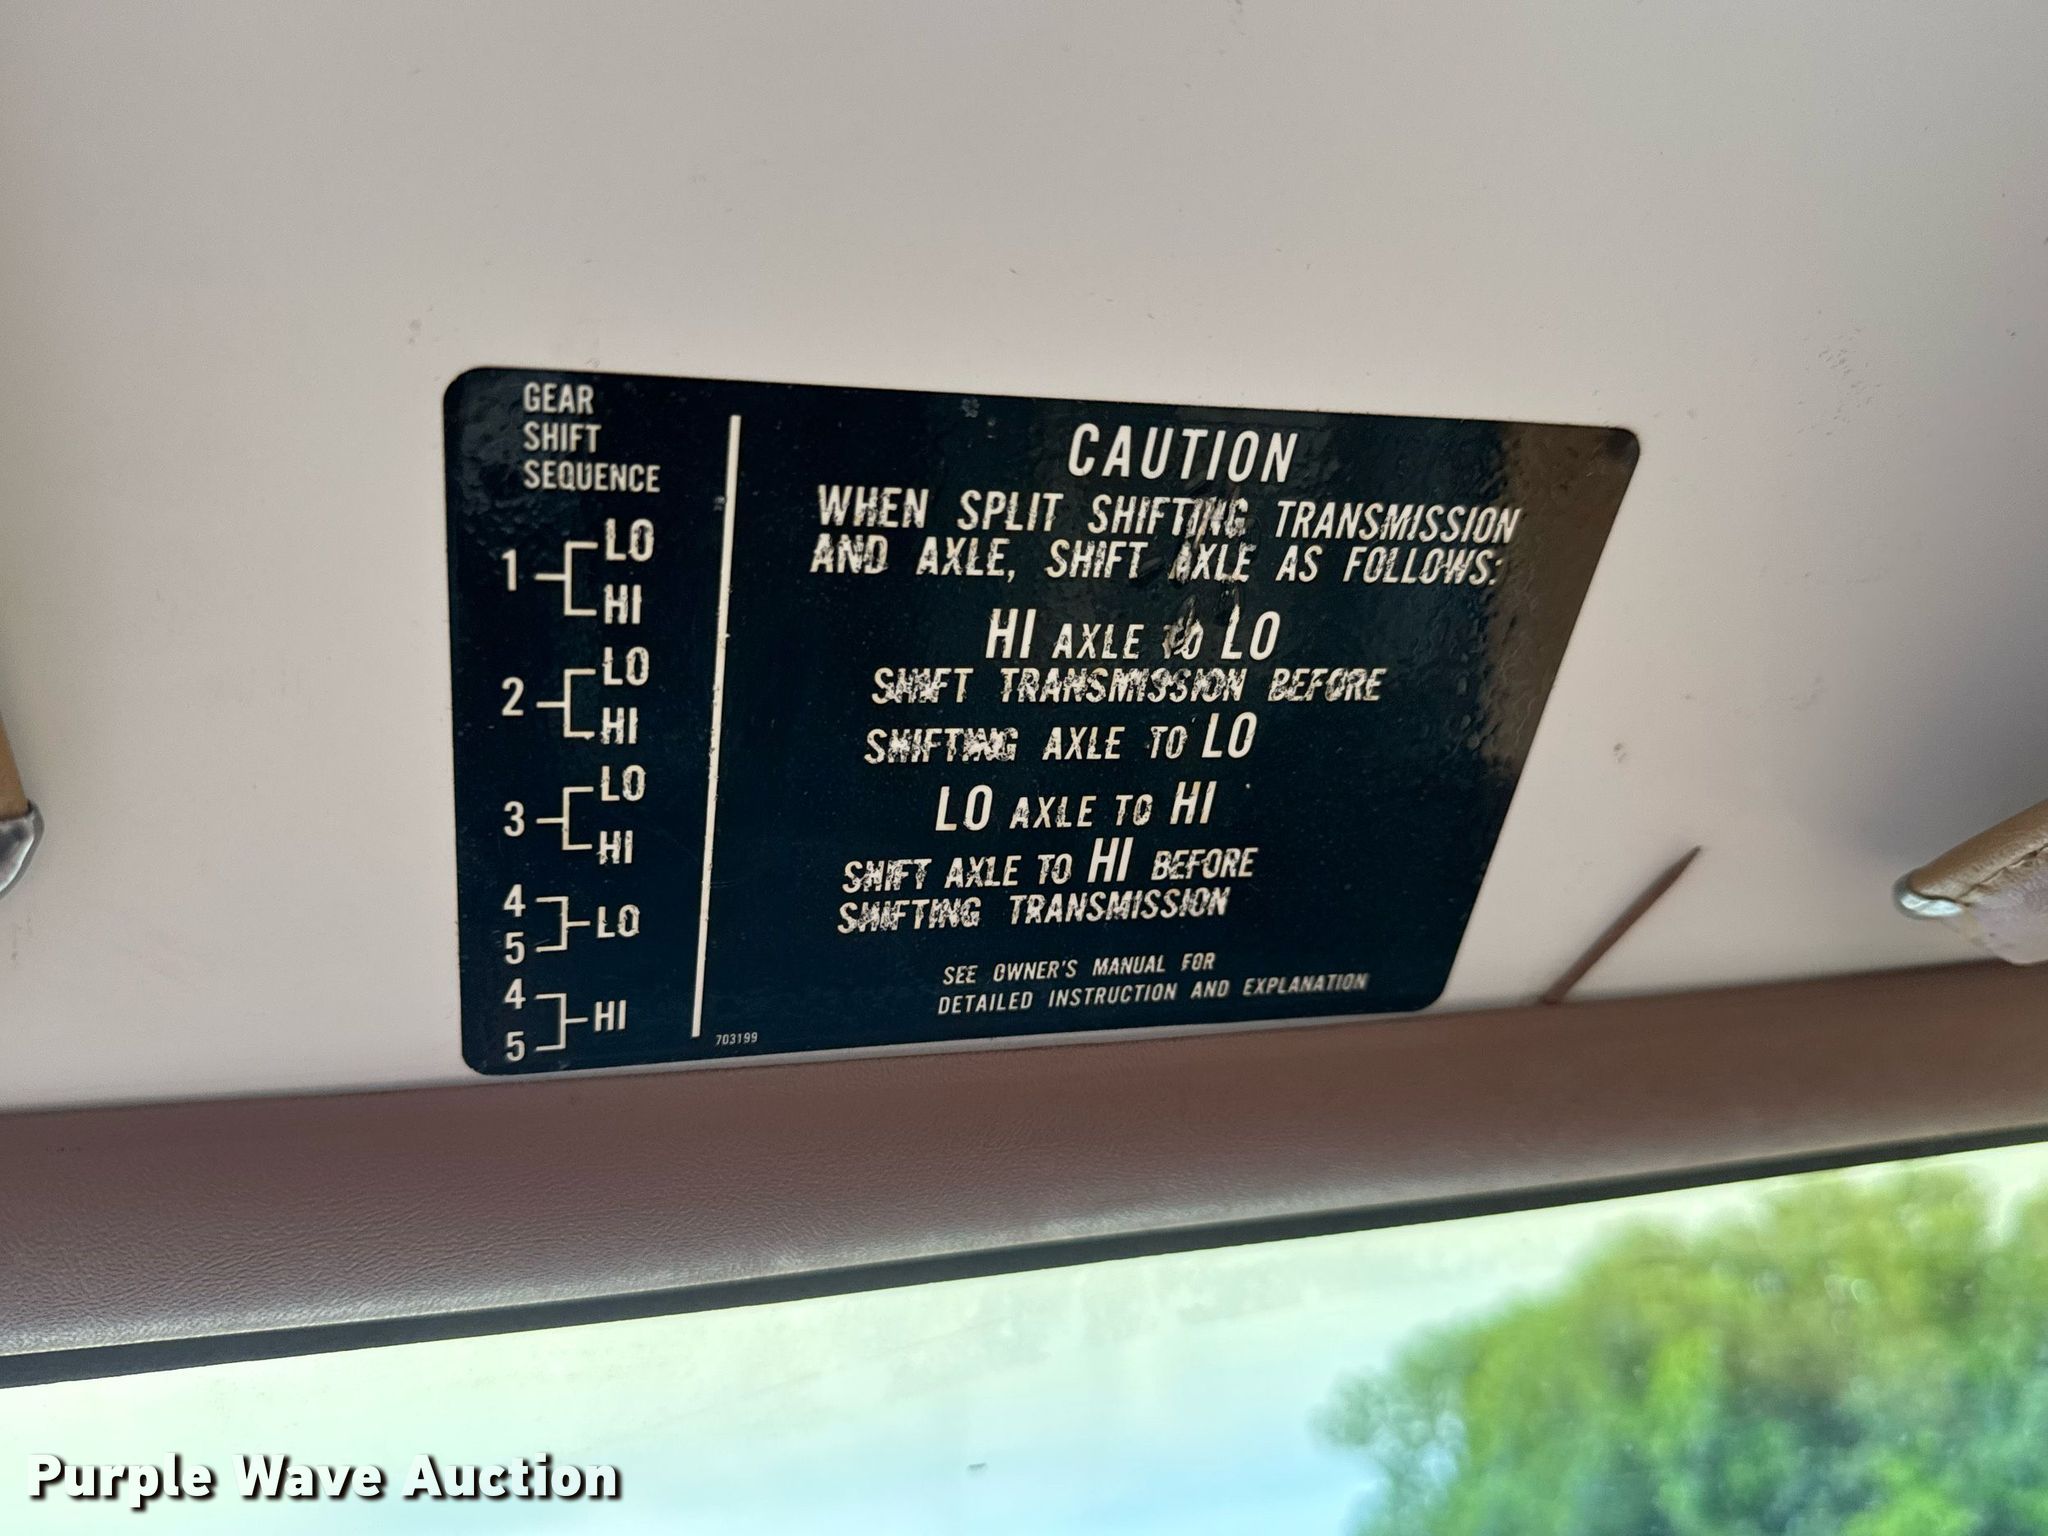 GEAR
SHIFT
SEQUENCE
1 LO
HI
2 LO
HI
3 LO
HI
4
5 LO
4
5 HI
CAUTION
WHEN SPLIT SHIFTING TRANSMISSION
AND AXLE, SHIFT AXLE AS FOLLOWS:
HI AXLE TO LO
SHIFT TRANSMISSION BEFORE
SHIFTING AXLE TO LO
LO AXLE TO HI
SHIFT AXLE TO HI BEFORE
SHIFTING TRANSMISSION
SEE OWNER'S MANUAL FOR
DETAILED INSTRUCTION AND EXPLANATION
703199
Purple Wave Auction